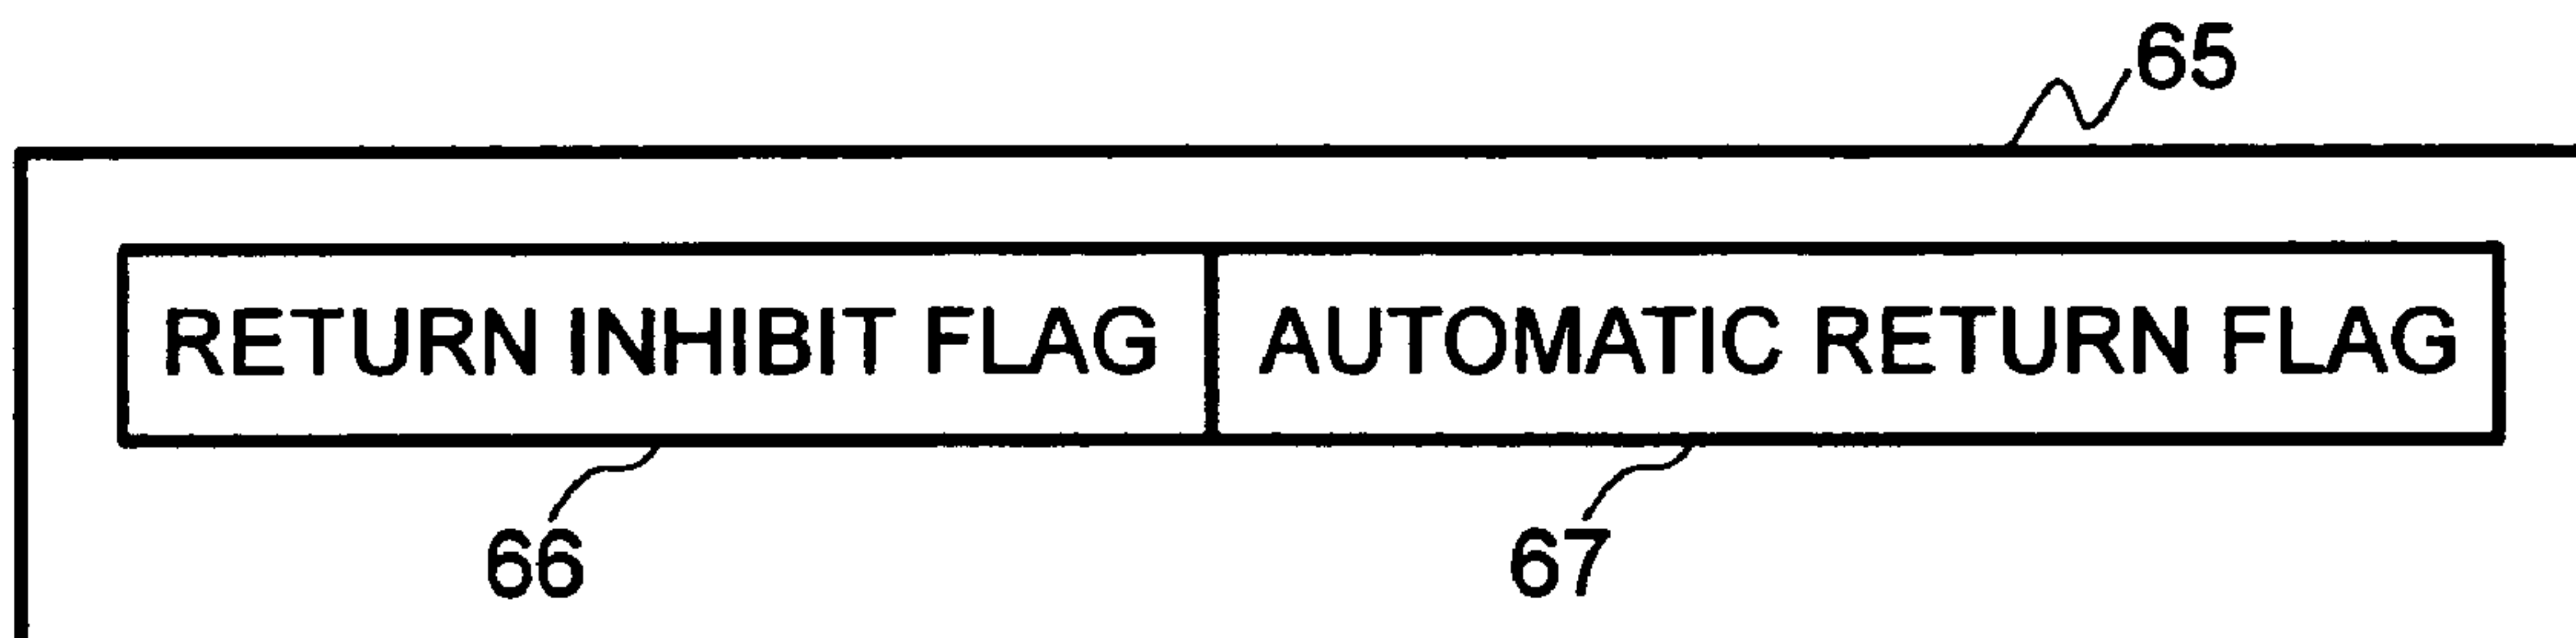 65
RETURN INHIBIT FLAG AUTOMATIC RETURN FLAG
66 67